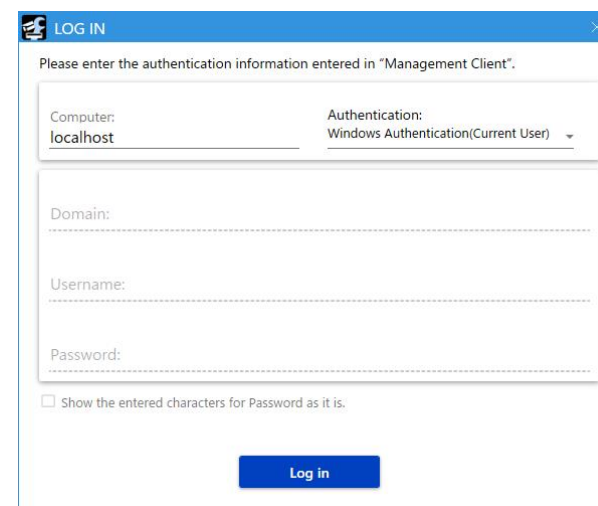 LOG IN
Please enter the authentication information entered in “Management Client”.
Computer:
localhost
Authentication:
Windows Authentication(Current User)
Domain:
Username:
Password:
Show the entered characters for Password as it is.
Log in